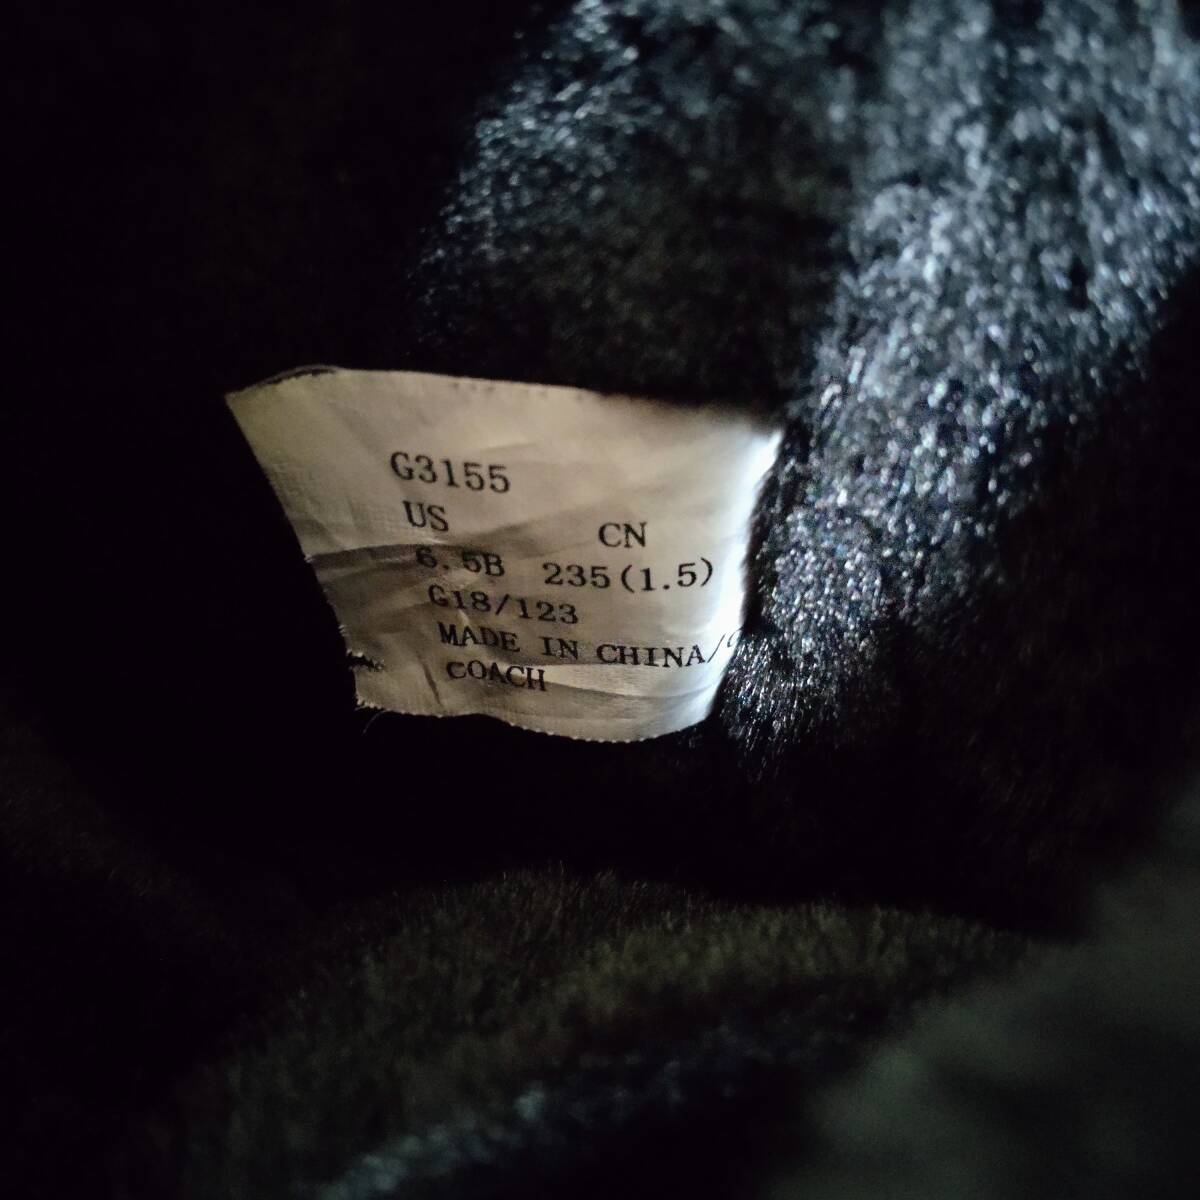 G3155
US CN
6.5B 235(1.5)
G18/123
MADE IN CHINA/
COACH